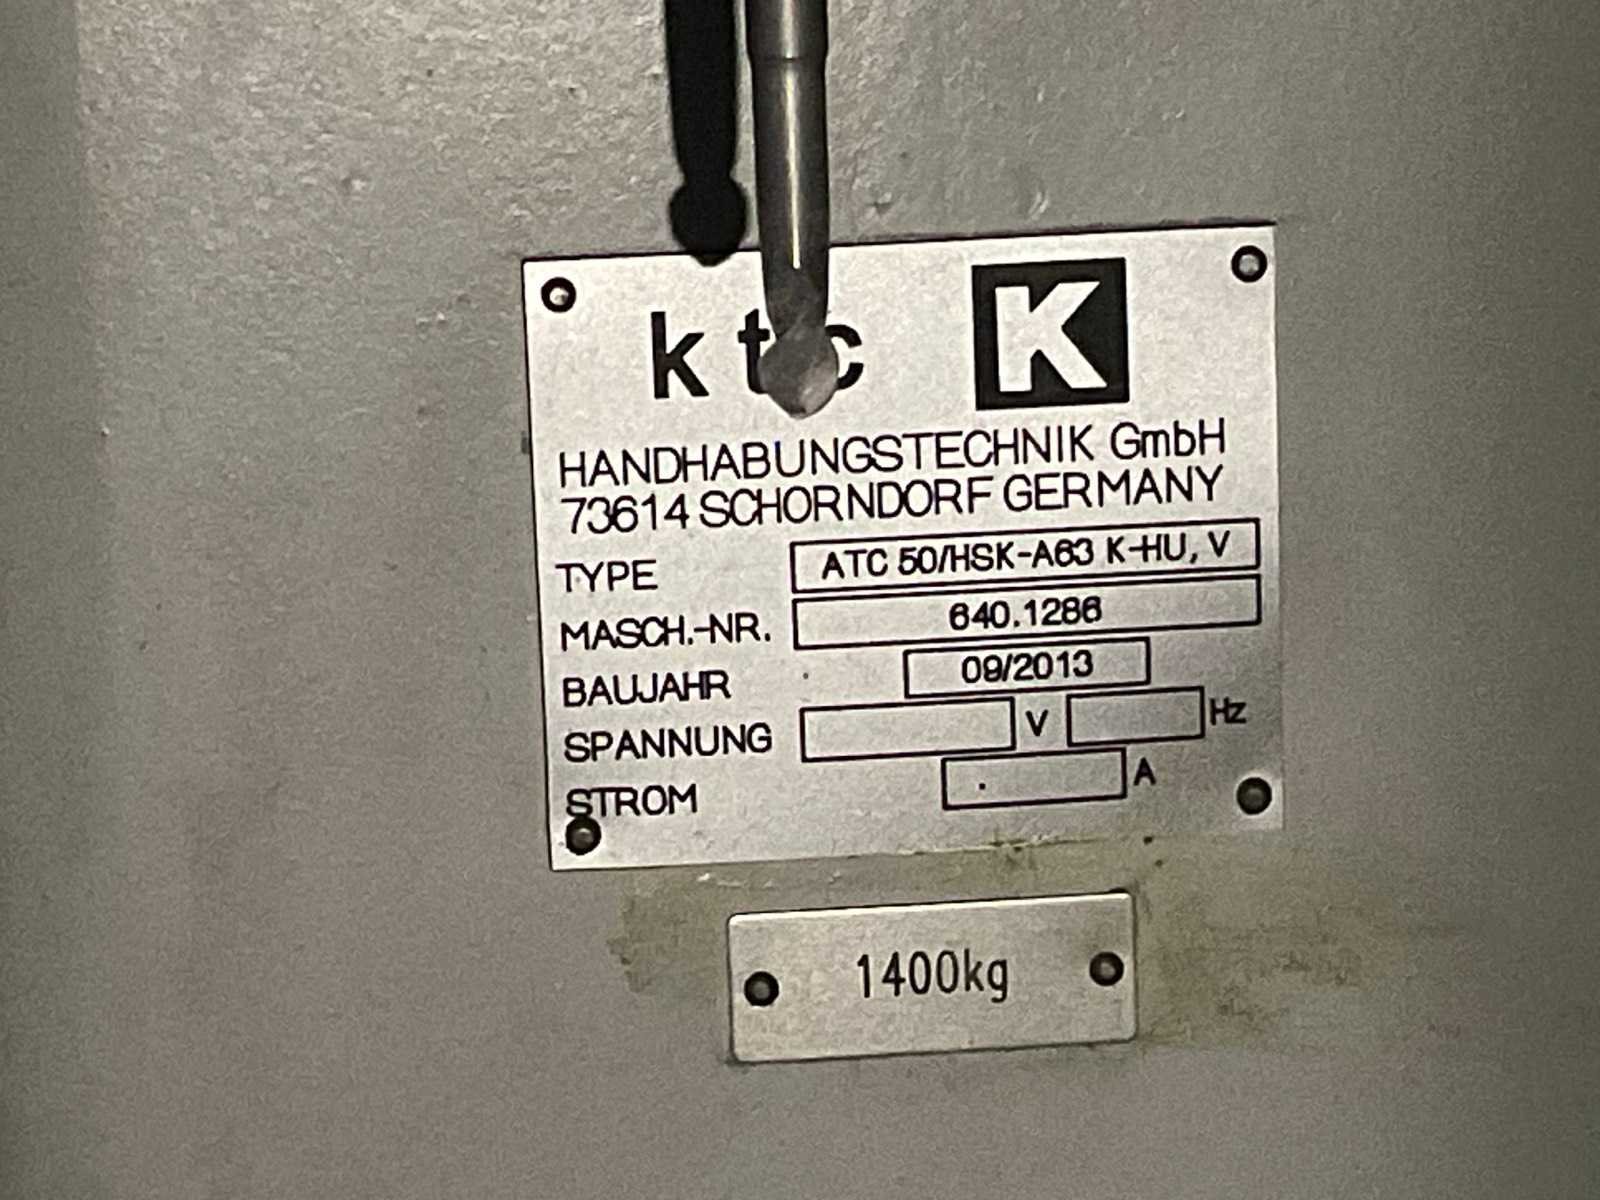 ktc K
HANDHABUNGSTECHNIK GmbH
73614 SCHORNDORF GERMANY
TYPE ATC 50/HSK-A63 K-HU, V
MASCH.-NR. 640.1286
BAUJAHR 09/2013
SPANNUNG V Hz
STROM A
1400kg